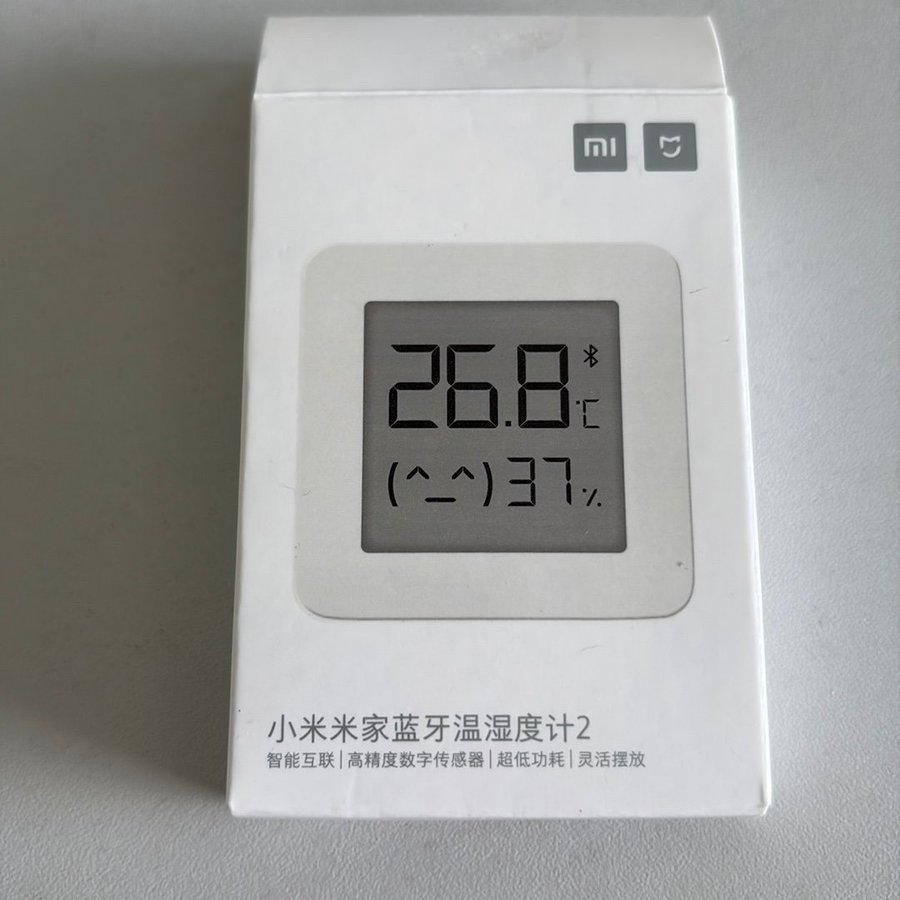 mi
26.8℃
(^_^) 37%
小米米家蓝牙温湿度计2
智能互联|高精度数字传感器|超低功耗|灵活摆放